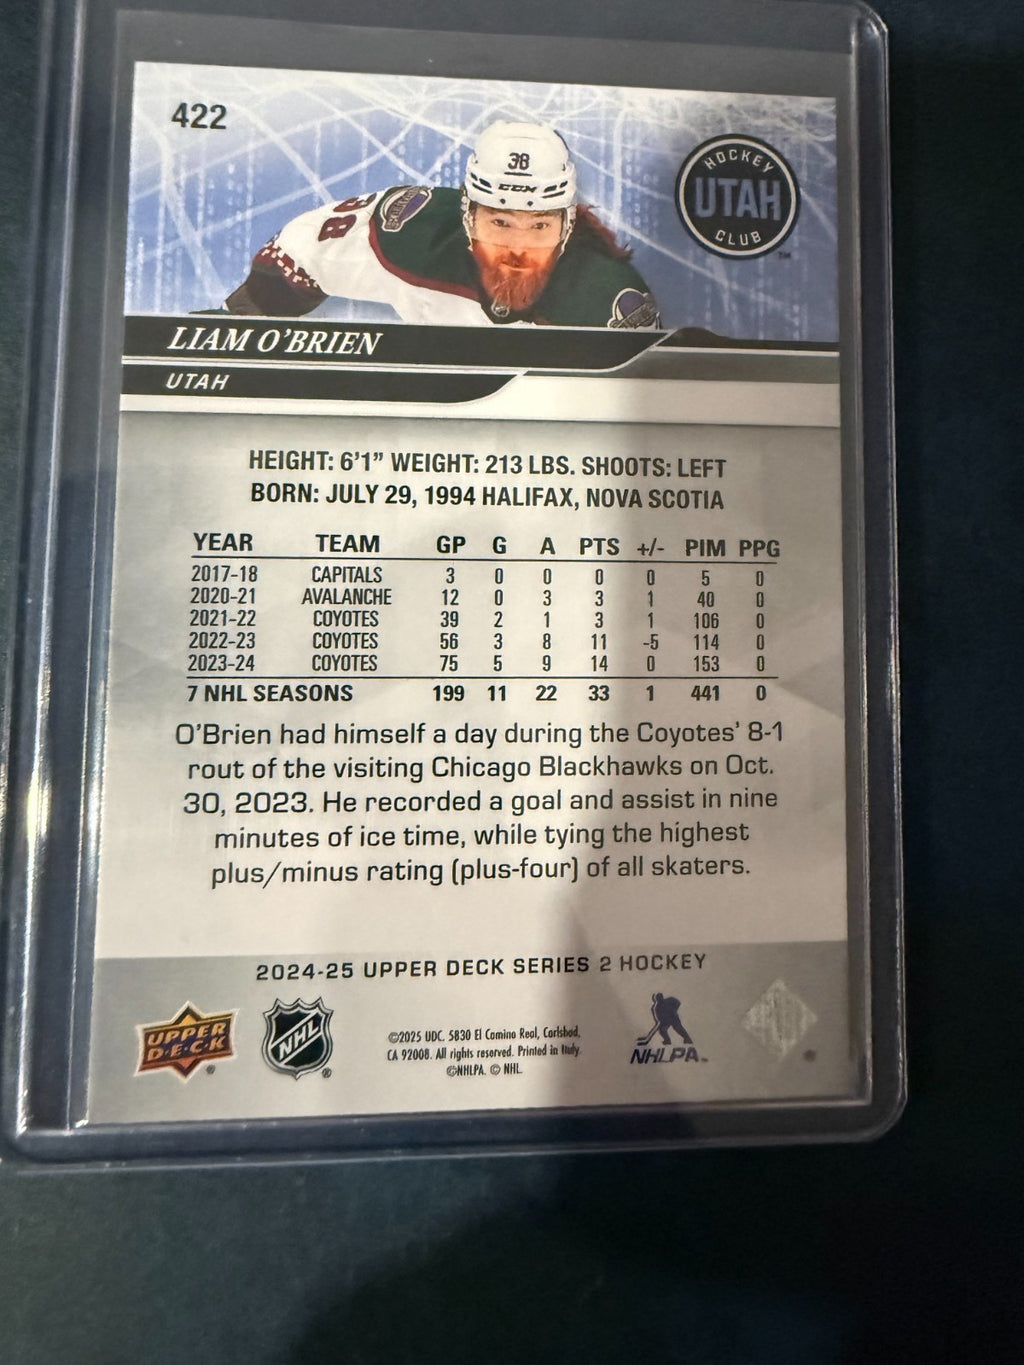 422
38
CCM
38
HOCKEY
UTAH
CLUB
TM
LIAM O'BRIEN
UTAH
HEIGHT: 6'1” WEIGHT: 213 LBS. SHOOTS: LEFT
BORN: JULY 29, 1994 HALIFAX, NOVA SCOTIA
YEAR TEAM GP G A PTS +/- PIM PPG
2017-18 CAPITALS 3 0 0 0 0 5 0
2020-21 AVALANCHE 12 0 3 3 1 40 0
2021-22 COYOTES 39 2 1 3 1 106 0
2022-23 COYOTES 56 3 8 11 -5 114 0
2023-24 COYOTES 75 5 9 14 0 153 0
7 NHL SEASONS 199 11 22 33 1 441 0
O'Brien had himself a day during the Coyotes' 8-1
rout of the visiting Chicago Blackhawks on Oct.
30, 2023. He recorded a goal and assist in nine
minutes of ice time, while tying the highest
plus/minus rating (plus-four) of all skaters.
2024-25 UPPER DECK SERIES 2 HOCKEY
UPPER
DECK
®
NHL
®
©2025 UDC. 5830 El Camino Real, Carlsbad,
CA 92008. All rights reserved. Printed in Italy.
©NHLPA. © NHL.
NHLPA™